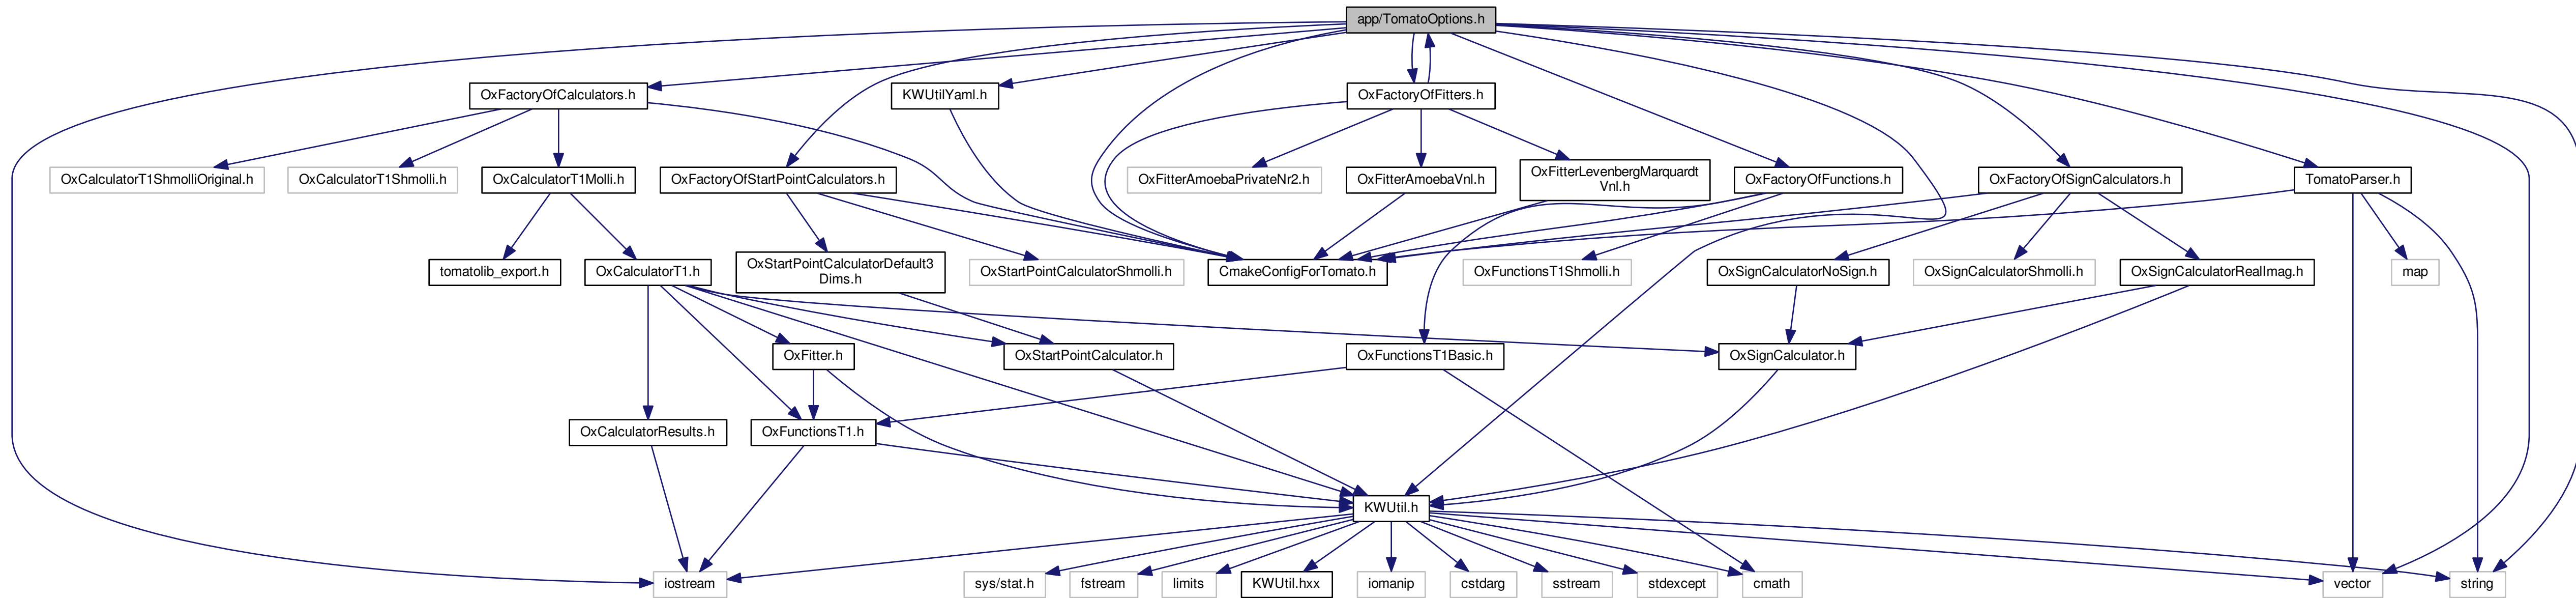 app/TomatoOptions.h
OxFactoryOfCalculators.h
KWUtilYaml.h
OxFactoryOfFitters.h
OxCalculatorT1ShmolliOriginal.h
OxCalculatorT1Shmolli.h
OxCalculatorT1Molli.h
OxFactoryOfStartPointCalculators.h
OxFitterAmoebaPrivateNr2.h
OxFitterAmoebaVnl.h
OxFitterLevenbergMarquardt
Vnl.h
OxFactoryOfFunctions.h
OxFactoryOfSignCalculators.h
TomatoParser.h
tomatolib_export.h
OxCalculatorT1.h
OxStartPointCalculatorDefault3
Dims.h
OxStartPointCalculatorShmolli.h
CmakeConfigForTomato.h
OxFunctionsT1Shmolli.h
OxSignCalculatorNoSign.h
OxSignCalculatorShmolli.h
OxSignCalculatorRealImag.h
map
OxFitter.h
OxStartPointCalculator.h
OxFunctionsT1Basic.h
OxSignCalculator.h
OxCalculatorResults.h
OxFunctionsT1.h
KWUtil.h
iostream
sys/stat.h
fstream
limits
KWUtil.hxx
iomanip
cstdarg
sstream
stdexcept
cmath
vector
string